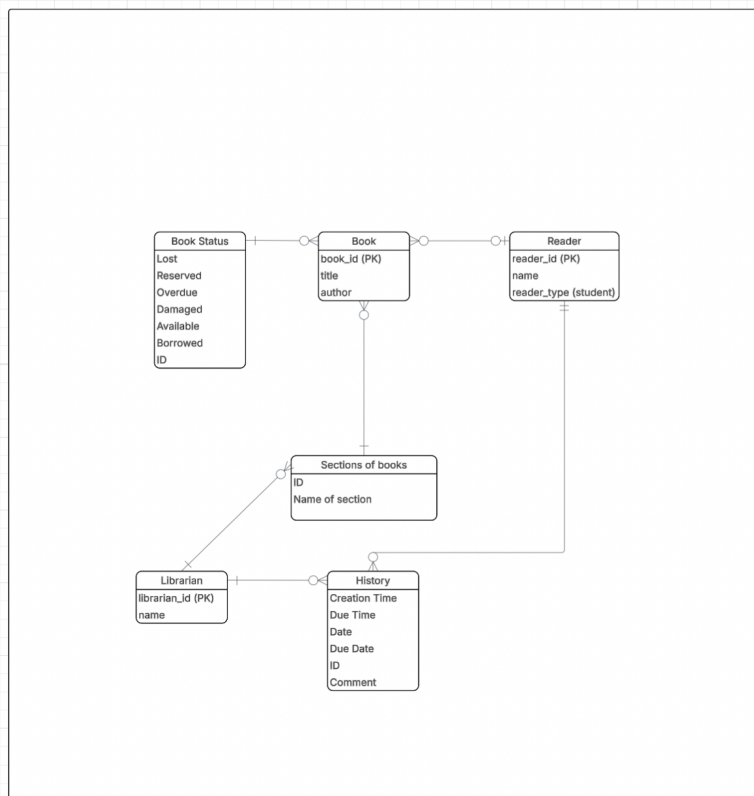 Book Status
Lost
Reserved
Overdue
Damaged
Available
Borrowed
ID
Book
book_id (PK)
title
author
Reader
reader_id (PK)
name
reader_type (student)
Sections of books
ID
Name of section
Librarian
librarian_id (PK)
name
History
Creation Time
Due Time
Date
Due Date
ID
Comment